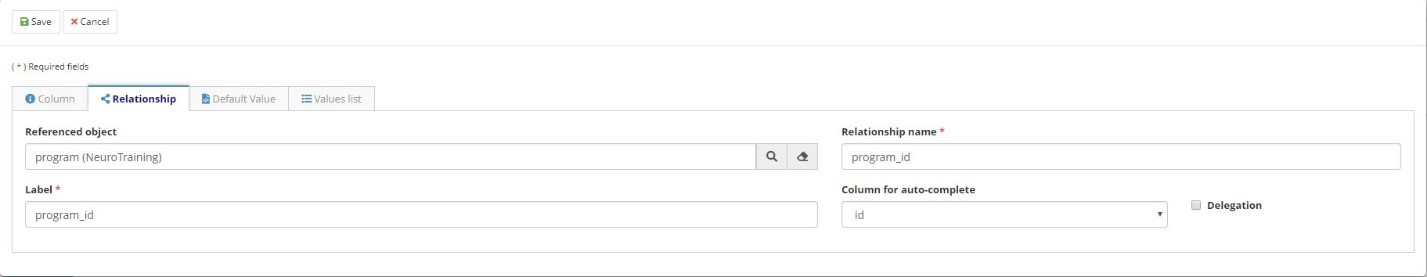 Save Cancel
( * ) Required fields
Column Relationship Default Value Values list
Referenced object Relationship name *
program (NeuroTraining) program_id
Label * Column for auto-complete
program_id id Delegation